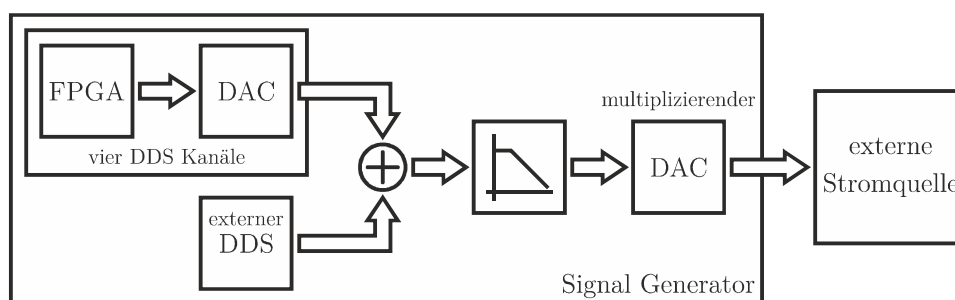 FPGA
DAC
vier DDS Kanäle
externer
DDS
multiplizierender
DAC
Signal Generator
externe
Stromquelle